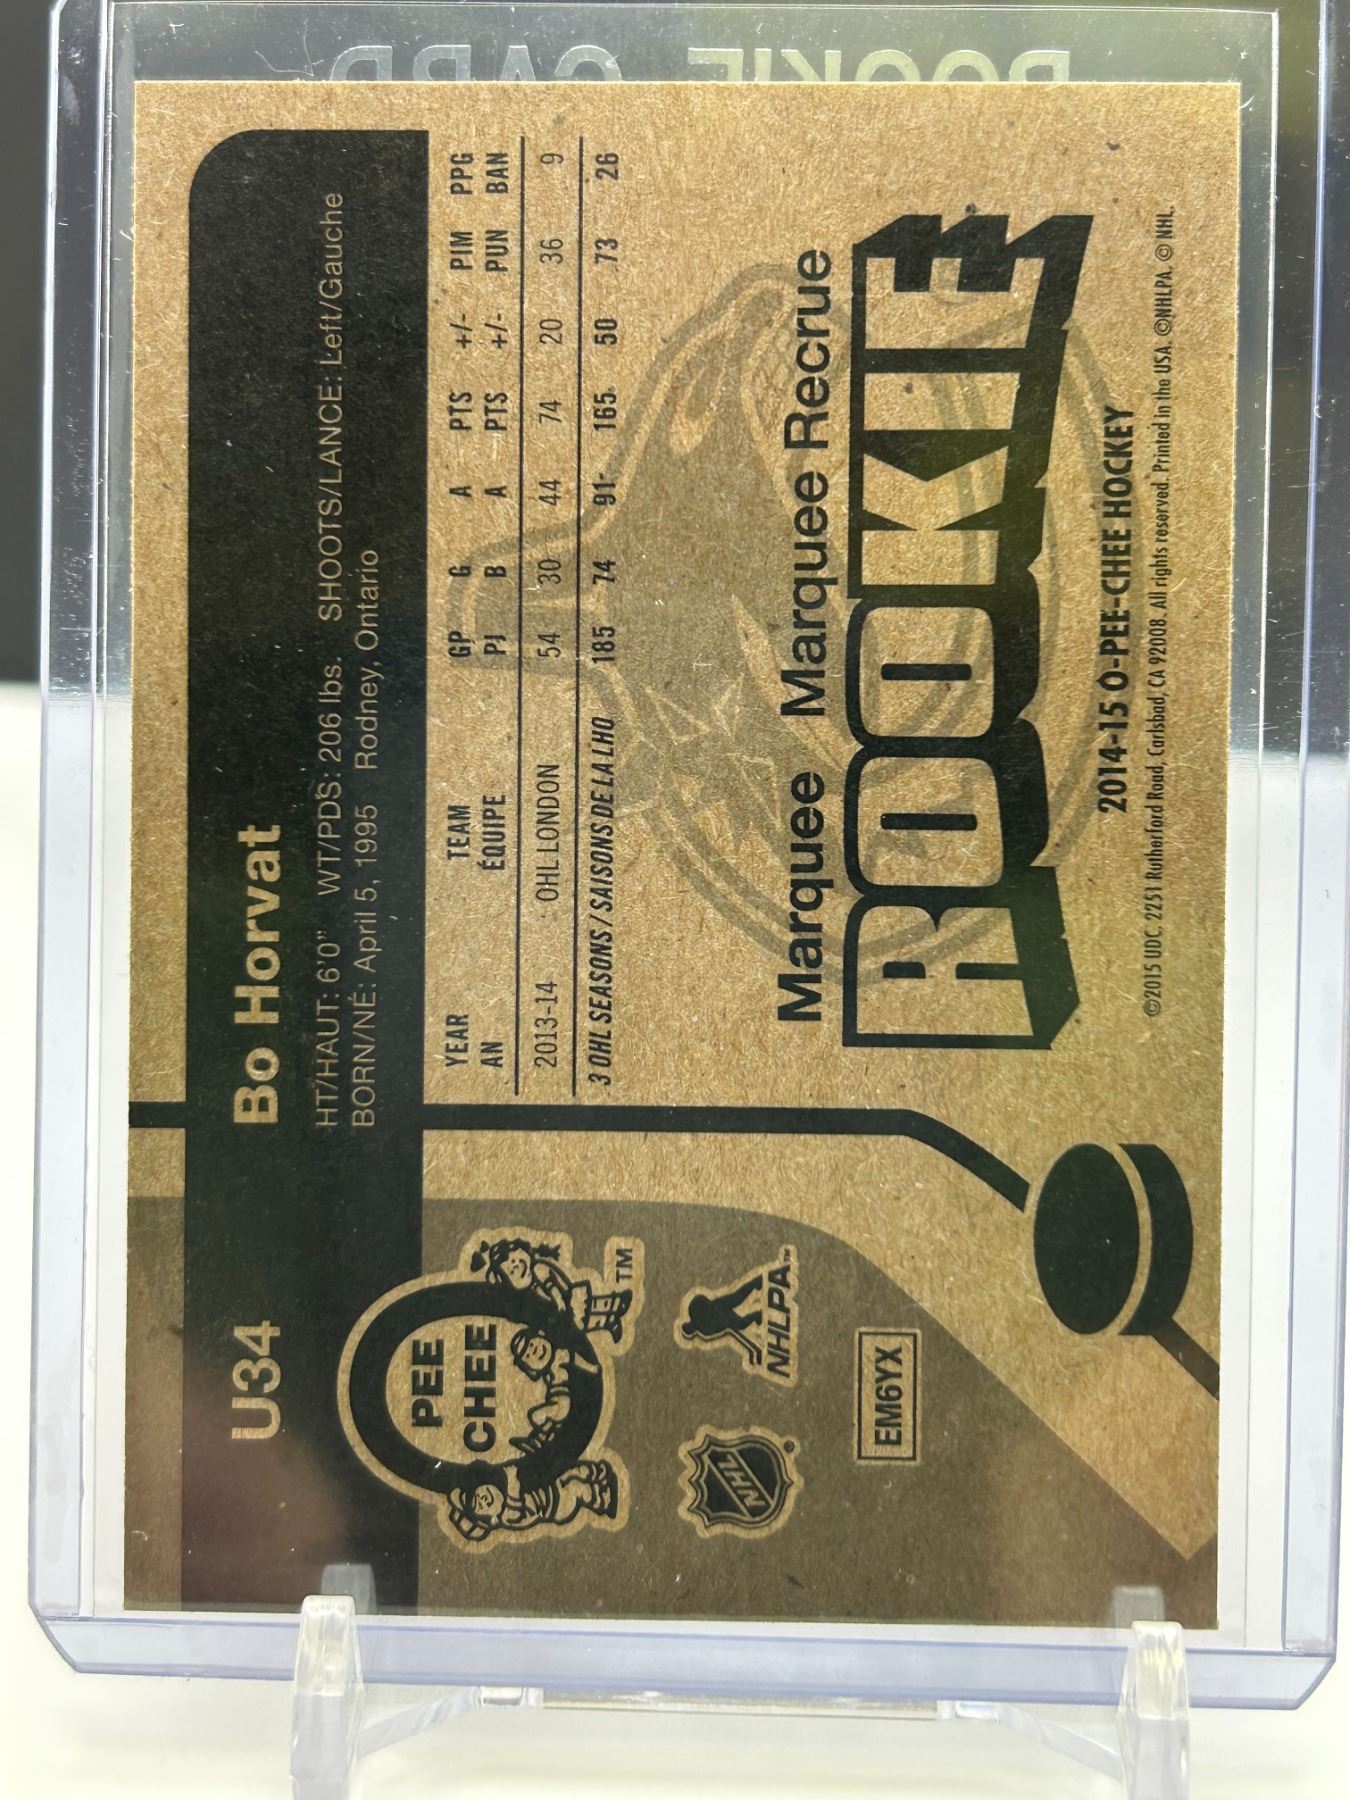 ROOKIE CARD
U34 Bo Horvat
HT/HAUT: 6'0" WT/PDS: 206 lbs. SHOOTS/LANCE: Left/Gauche
BORN/NÉ: April 5, 1995 Rodney, Ontario
YEAR TEAM GP G A PTS +/- PIM PPG
AN ÉQUIPE PJ B A PTS +/- PUN BAN
2013-14 OHL LONDON 54 30 44 74 20 36 9
3 OHL SEASONS / SAISONS DE LA LHO 185 74 91 165 50 73 26
Marquee Marquee Recrue
ROOKIE
2014-15 O-PEE-CHEE HOCKEY
©2015 UDC, 2251 Rutherford Road, Carlsbad, CA 92008. All rights reserved. Printed in the USA. ©NHLPA. © NHL.
O
PEE
CHEE
TM
NHL
®
NHLPA
TM
EM6YX